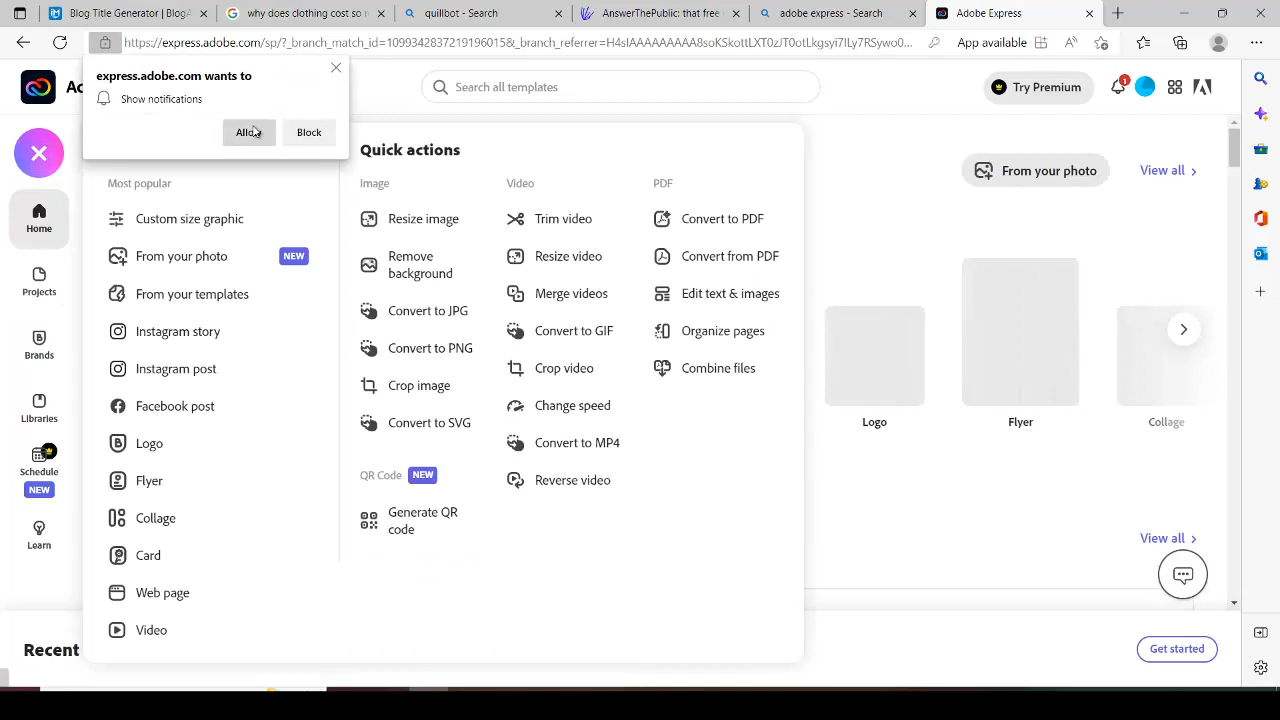 Blog Title Generator | BlogA
why does clothing cost so n
quillbot - Search
AnswerThePublic: that free
adobe express - Search
Adobe Express
https://express.adobe.com/sp/?_branch_match_id=1099342837219196015&_branch_referrer=H4sIAAAAAAAA8soKSkottLXT0zJT0otLkgsyi7ILy7RSywo0...
App available
express.adobe.com wants to
Show notifications
Allow
Block
Search all templates
Try Premium
1
Quick actions
From your photo
View all
Most popular
Image
Video
PDF
Custom size graphic
Resize image
Trim video
Convert to PDF
From your photo
NEW
Remove background
Resize video
Convert from PDF
From your templates
Merge videos
Edit text & images
Instagram story
Convert to JPG
Convert to GIF
Organize pages
Instagram post
Convert to PNG
Crop video
Combine files
Facebook post
Crop image
Change speed
Logo
Convert to SVG
Convert to MP4
Flyer
QR Code
NEW
Reverse video
Collage
Generate QR code
Card
Web page
Video
Home
Projects
Brands
Libraries
Schedule
NEW
Learn
Logo
Flyer
Collage
View all
Recent
Get started